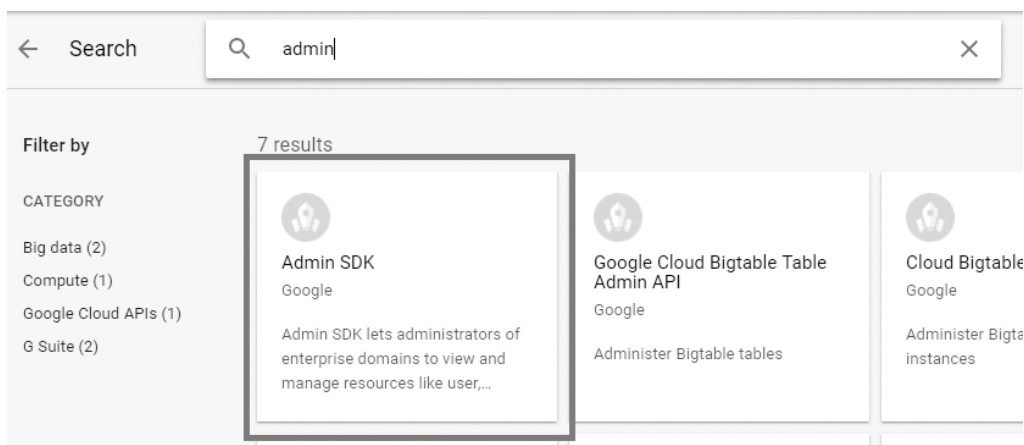 Search
admin
Filter by
CATEGORY
Big data (2)
Compute (1)
Google Cloud APIs (1)
G Suite (2)
7 results
Admin SDK
Google
Admin SDK lets administrators of
enterprise domains to view and
manage resources like user,...
Google Cloud Bigtable Table
Admin API
Google
Administer Bigtable tables
Cloud Bigtable
Google
Administer Bigta
instances